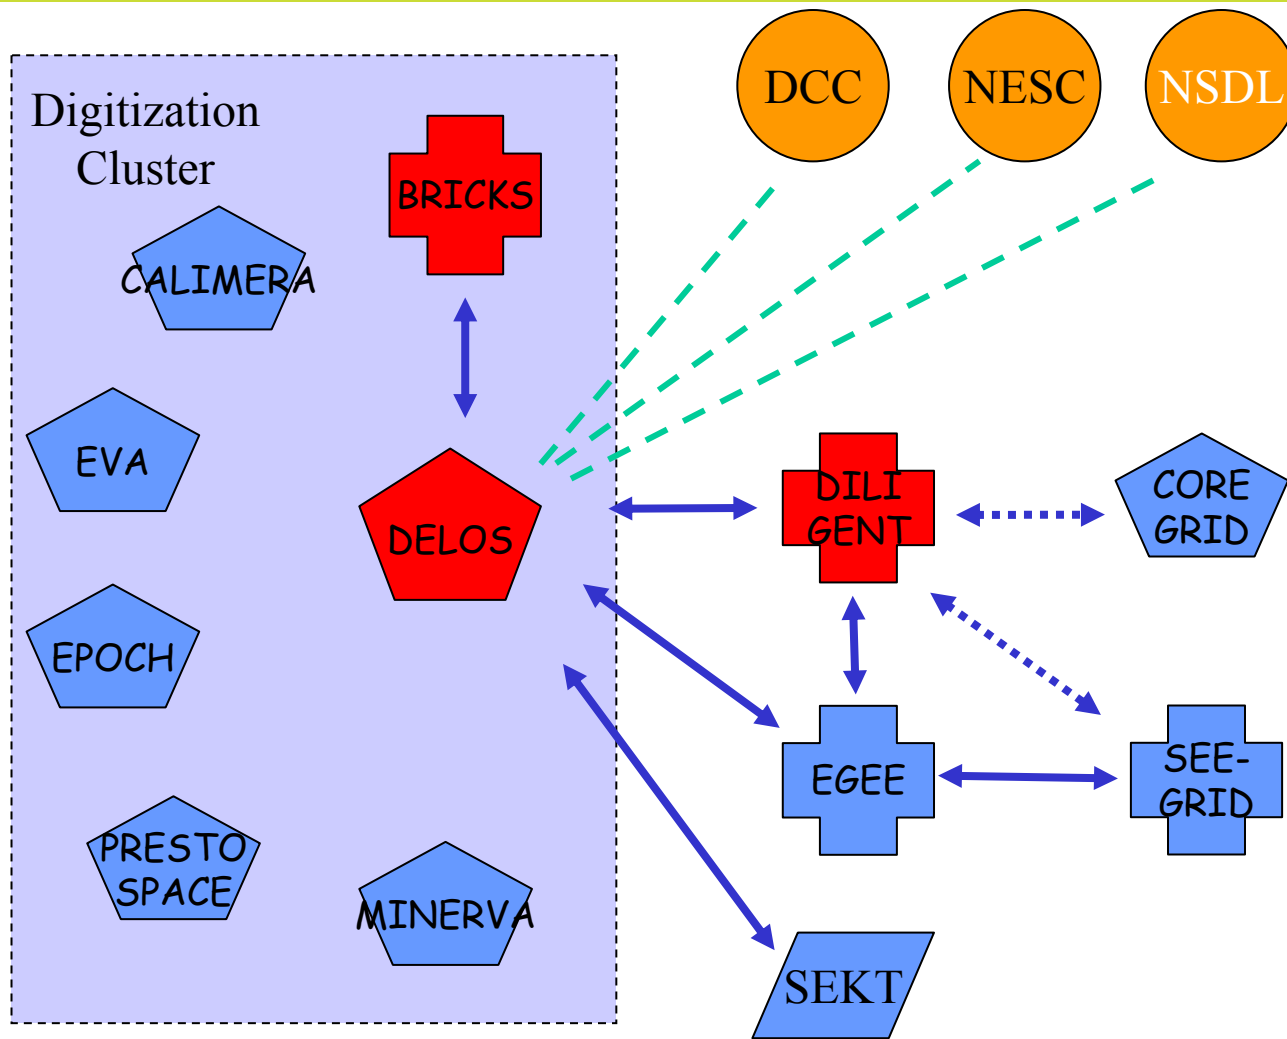 Digitization
Cluster
BRICKS
CALIMERA
EVA
EPOCH
PRESTO
SPACE
MINERVA
DELOS
DCC
NESC
NSDL
DILI
GENT
CORE
GRID
EGEE
SEE-
GRID
SEKT